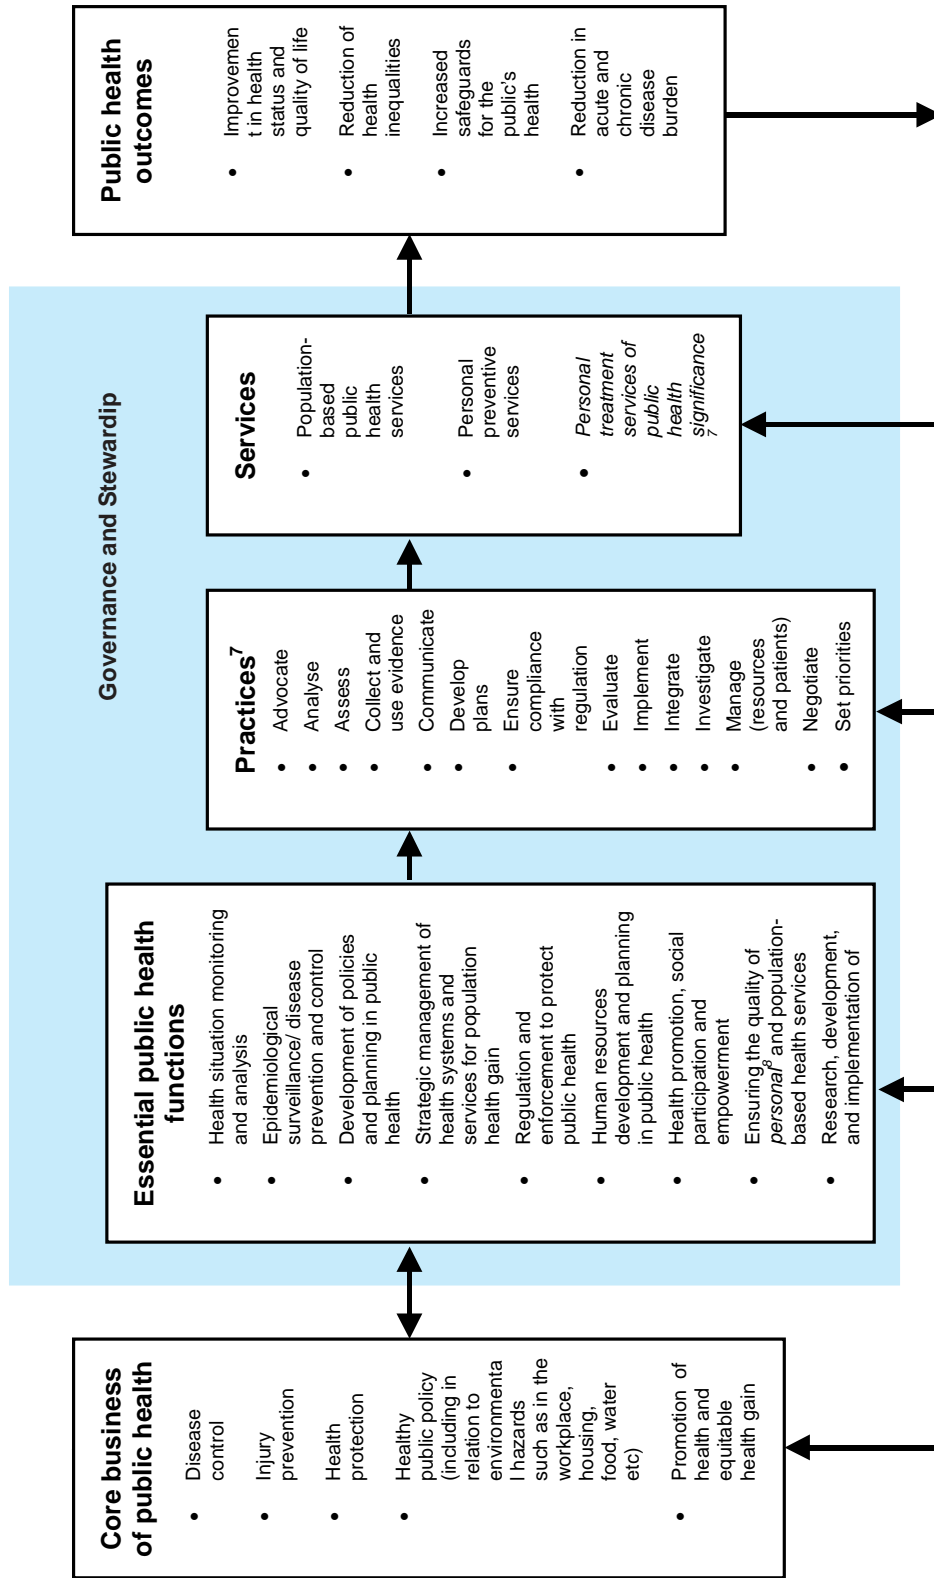 Governance and Stewardip
Core business
of public health
• Disease
control
• Injury
prevention
• Health
protection
• Healthy
public policy
(including in
relation to
environmenta
l hazards
such as in the
workplace,
housing,
food, water
etc)
• Promotion of
health and
equitable
health gain
Essential public health
functions
• Health situation monitoring
and analysis
• Epidemiological
surveillance/ disease
prevention and control
• Development of policies
and planning in public
health
• Strategic management of
health systems and
services for population
health gain
• Regulation and
enforcement to protect
public health
• Human resources
development and planning
in public health
• Health promotion, social
participation and
empowerment
• Ensuring the quality of
personal8 and population-
based health services
• Research, development,
and implementation of
Practices7
• Advocate
• Analyse
• Assess
• Collect and
use evidence
• Communicate
• Develop
plans
• Ensure
compliance
with
regulation
• Evaluate
• Implement
• Integrate
• Investigate
• Manage
(resources
and patients)
• Negotiate
• Set priorities
Services
• Population-
based
public
health
services
• Personal
preventive
services
• Personal
treatment
services of
public
health
significance
7
Public health
outcomes
• Improvemen
t in health
status and
quality of life
• Reduction of
health
inequalities
• Increased
safeguards
for the
public's
health
• Reduction in
acute and
chronic
disease
burden